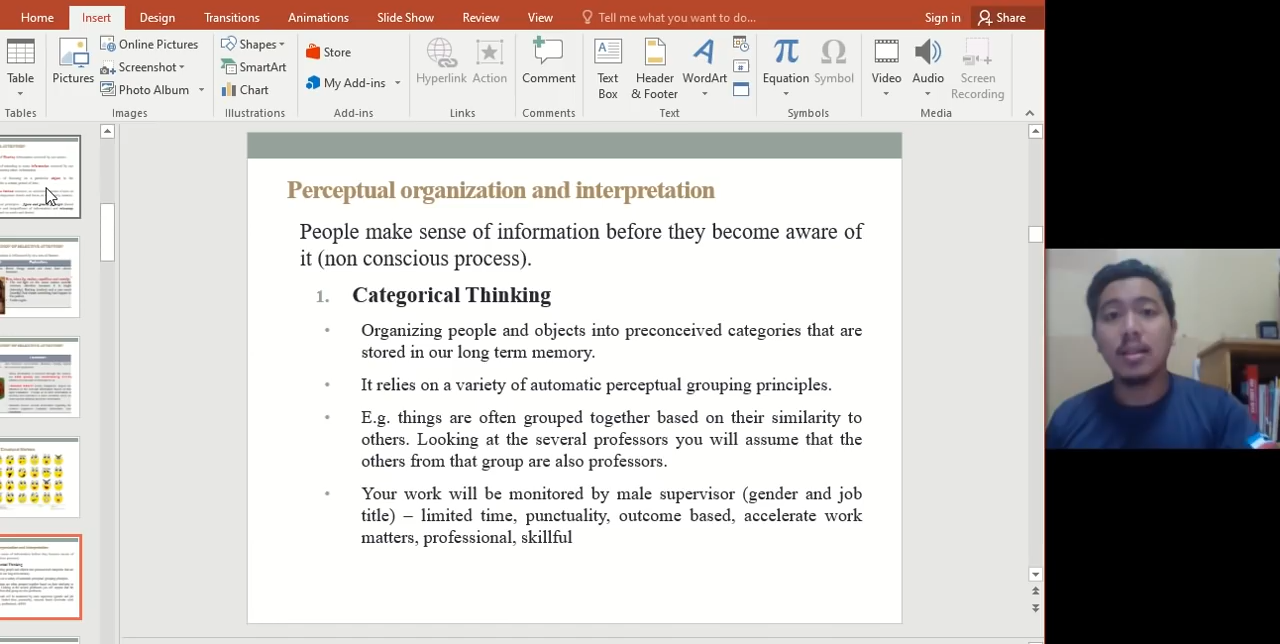 Home Insert Design Transitions Animations Slide Show Review View Tell me what you want to do... Sign in Share
Table
Pictures
Online Pictures
Screenshot
Photo Album
Shapes
SmartArt
Chart
Store
My Add-ins
Hyperlink
Action
Comment
Text
Box
Header
& Footer
WordArt
Equation
Symbol
Video
Audio
Screen
Recording
Tables Images Illustrations Add-ins Links Comments Text Symbols Media
Perceptual organization and interpretation
People make sense of information before they become aware of
it (non conscious process).
1. Categorical Thinking
• Organizing people and objects into preconceived categories that are
stored in our long term memory.
• It relies on a variety of automatic perceptual grouping principles.
• E.g. things are often grouped together based on their similarity to
others. Looking at the several professors you will assume that the
others from that group are also professors.
• Your work will be monitored by male supervisor (gender and job
title) – limited time, punctuality, outcome based, accelerate work
matters, professional, skillful